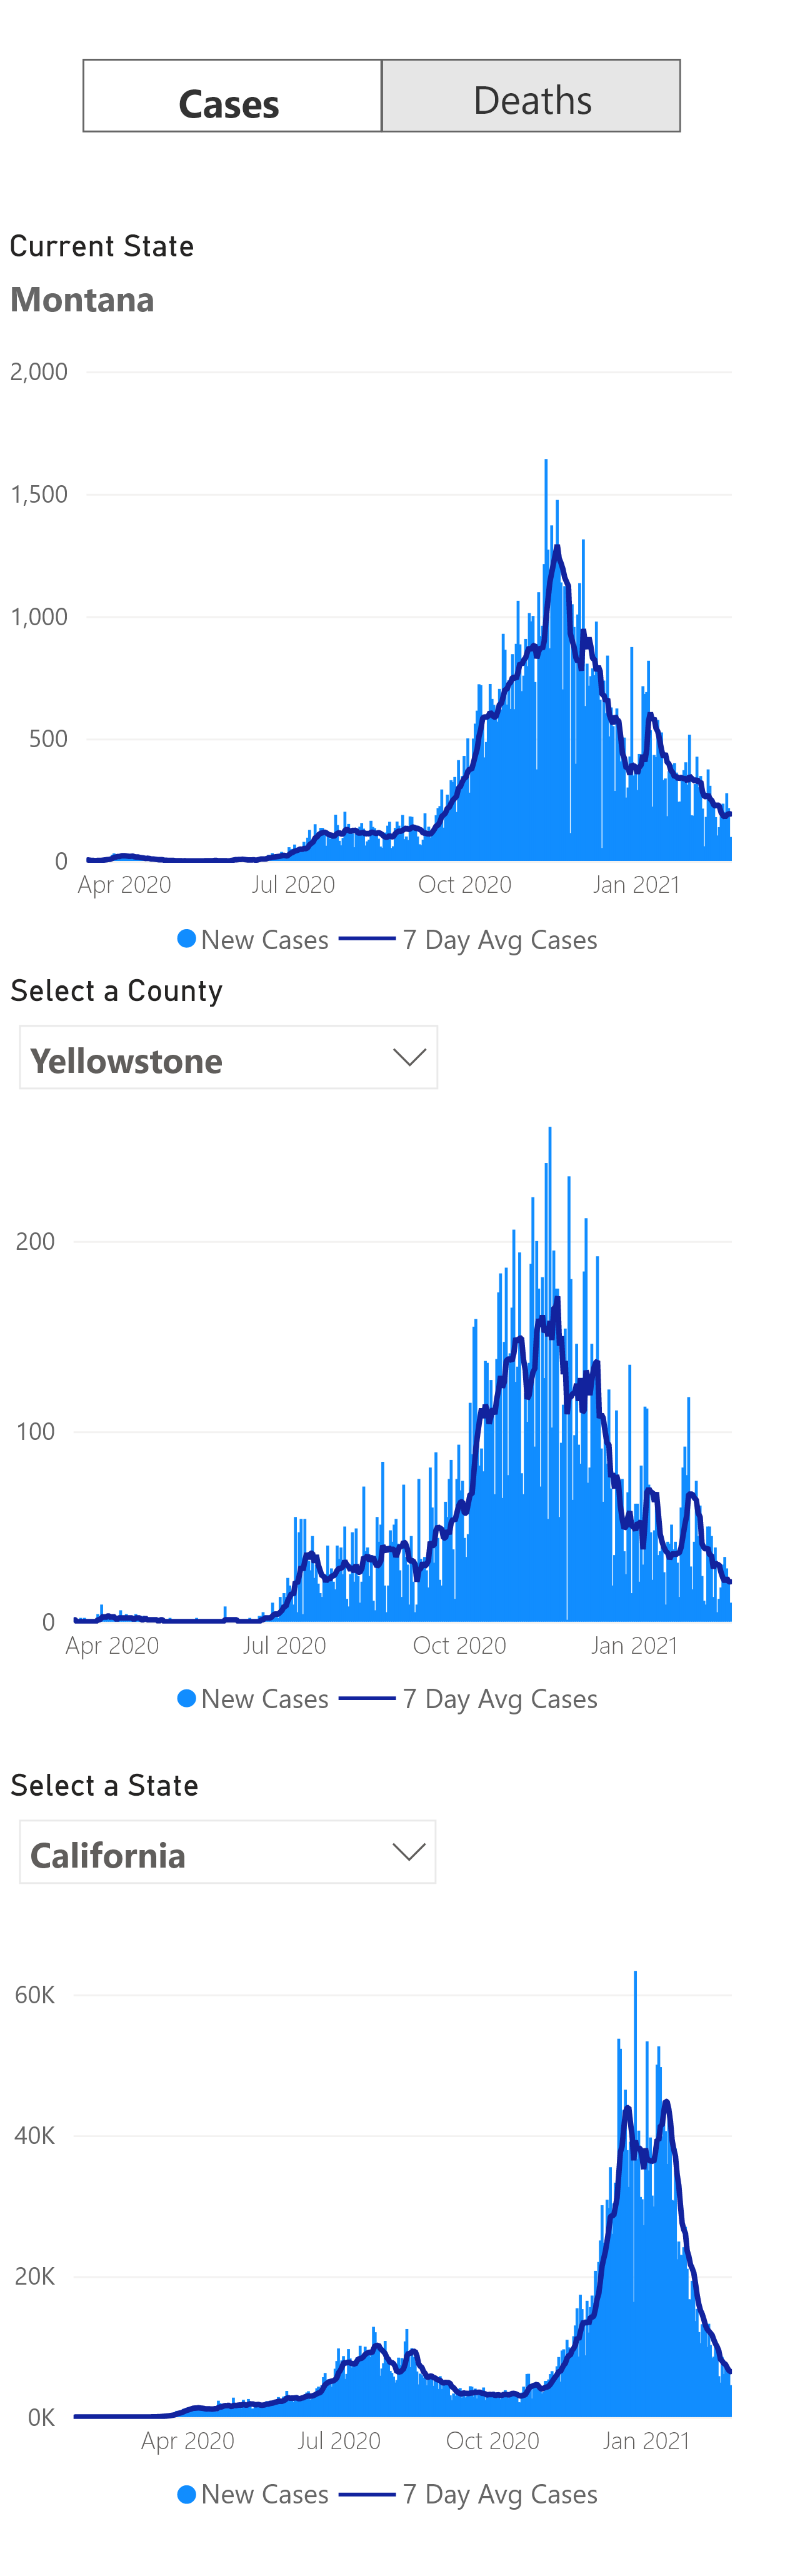 Cases Deaths
Current State
Montana
2,000
1,500
1,000
500
0
Apr 2020 Jul 2020 Oct 2020 Jan 2021
New Cases 7 Day Avg Cases
Select a County
Yellowstone
200
100
0
Apr 2020 Jul 2020 Oct 2020 Jan 2021
New Cases 7 Day Avg Cases
Select a State
California
60K
40K
20K
0K
Apr 2020 Jul 2020 Oct 2020 Jan 2021
New Cases 7 Day Avg Cases